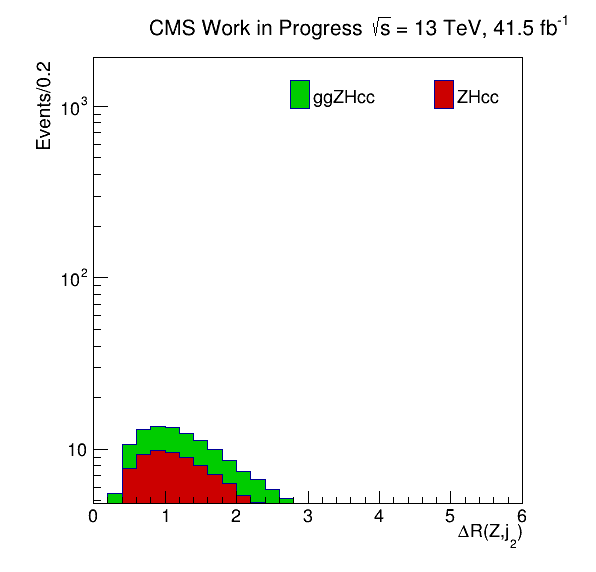 CMS Work in Progress √s = 13 TeV, 41.5 fb⁻¹
Events/0.2
ggZHcc ZHcc
10³
10²
10
0 1 2 3 4 5 6
ΔR(Z,j₂)